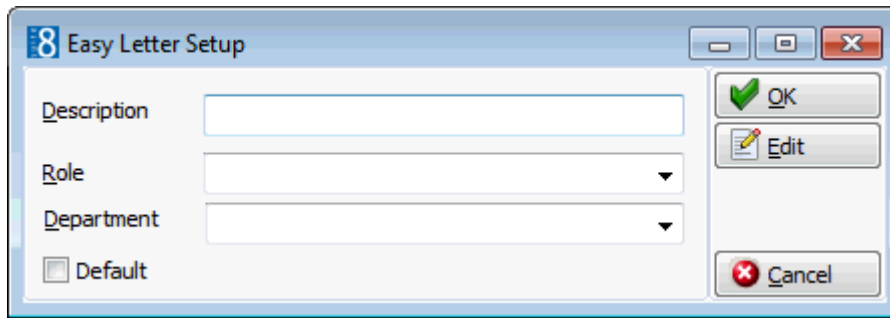 8 Easy Letter Setup
Description
Role
Department
Default
OK
Edit
Cancel